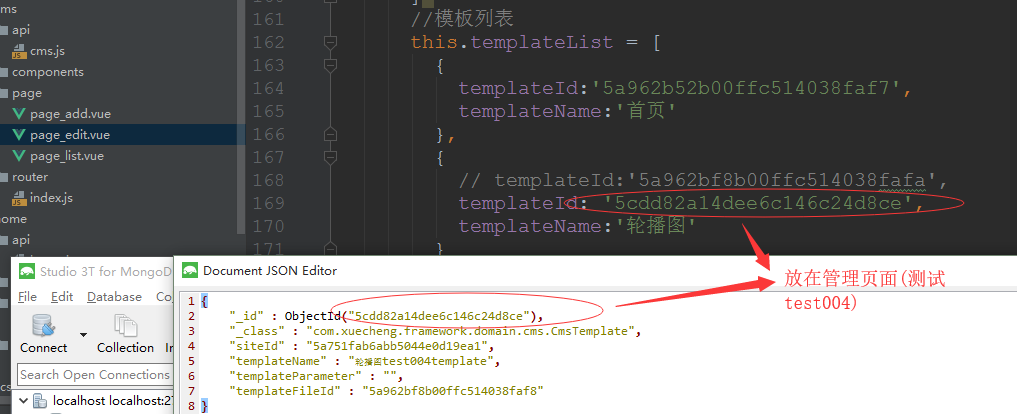 ms
api
cms.js
components
page
page_add.vue
page_edit.vue
page_list.vue
router
index.js
ome
api
161 //模板列表
162 this.templateList = [
163 {
164 templateId:'5a962b52b00ffc514038faf7',
165 templateName:'首页'
166 },
167 {
168 // templateId:'5a962bf8b00ffc514038fafa',
169 templateId: '5cdd82a14dee6c146c24d8ce',
170 templateName:'轮播图'
171 }
放在管理页面(测试
test004)
Studio 3T for MongoD
File Edit Database Co
Connect Collection In
Search Open Connections
localhost localhost:27
Document JSON Editor
1 {
2 "_id" : ObjectId("5cdd82a14dee6c146c24d8ce"),
3 "_class" : "com.xuecheng.framework.domain.cms.CmsTemplate",
4 "siteId" : "5a751fab6abb5044e0d19ea1",
5 "templateName" : "轮播图test004template",
6 "templateParameter" : "",
7 "templateFileId" : "5a962bf8b00ffc514038faf8"
8 }